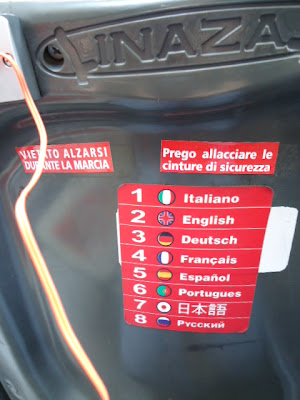 INAZA
VIETATO ALZARSI
DURANTE LA MARCIA
Prego allacciare le
cinture di sicurezza
1 Italiano
2 English
3 Deutsch
4 Français
5 Español
6 Portugues
7 日本語
8 Русский